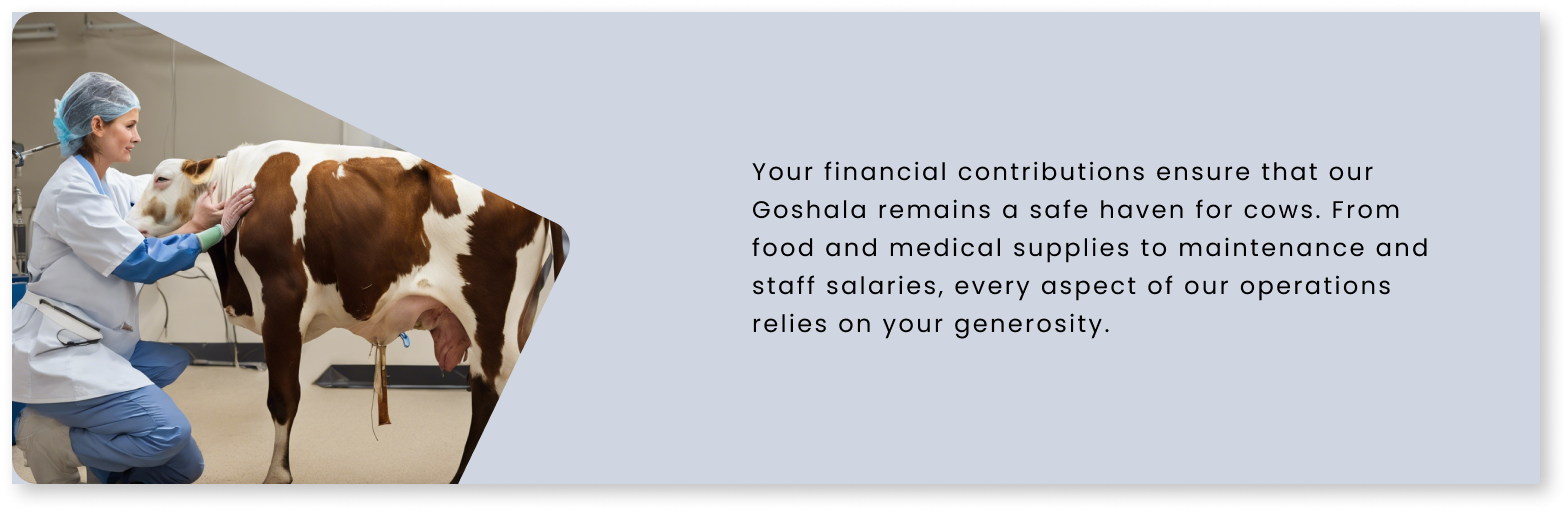 Your financial contributions ensure that our
Goshala remains a safe haven for cows. From
food and medical supplies to maintenance and
staff salaries, every aspect of our operations
relies on your generosity.